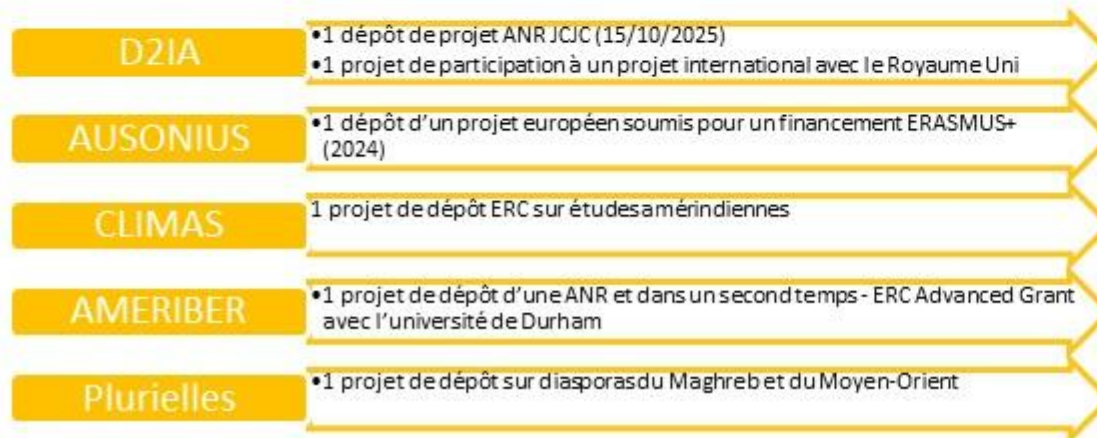 D2IA
•1 dépôt de projet ANR JCJC (15/10/2025)
•1 projet de participation à un projet international avec le Royaume Uni
AUSONIUS
•1 dépôt d'un projet européen soumis pour un financement ERASMUS+
(2024)
CLIMAS
1 projet de dépôt ERC sur études amérindiennes
AMERIBER
•1 projet de dépôt d'une ANR et dans un second temps - ERC Advanced Grant
avec l'université de Durham
Plurielles
•1 projet de dépôt sur diasporas du Maghreb et du Moyen-Orient